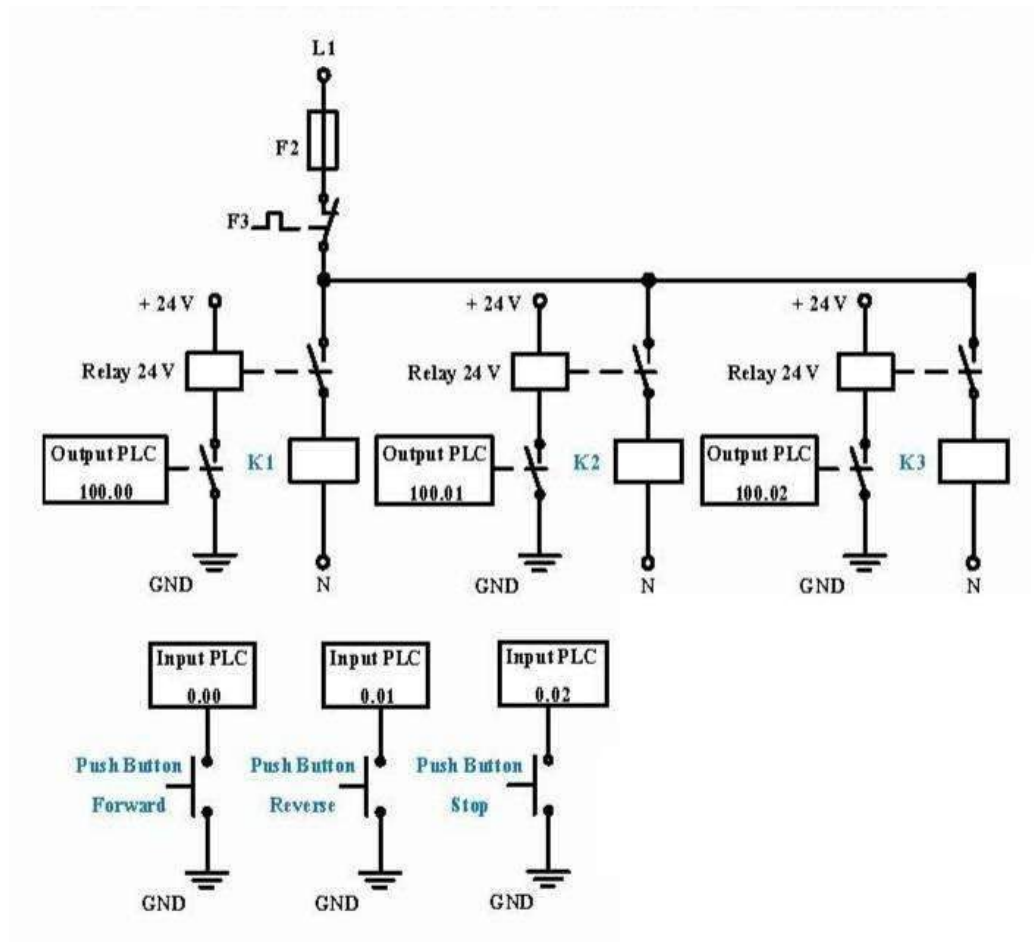 L1
F2
F3
+ 24 V
+ 24 V
+ 24 V
Relay 24 V
Relay 24 V
Relay 24 V
Output PLC
100.00
K1
Output PLC
100.01
K2
Output PLC
100.02
K3
GND
N
GND
N
GND
N
Input PLC
0.00
Input PLC
0.01
Input PLC
0.02
Push Button
Forward
Push Button
Reverse
Push Button
Stop
GND
GND
GND